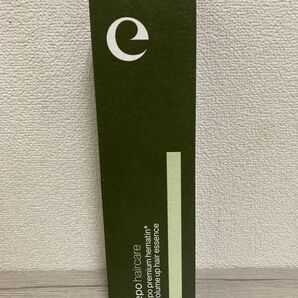 e
epo haircare
epo premium hematin*
volume up hair essence